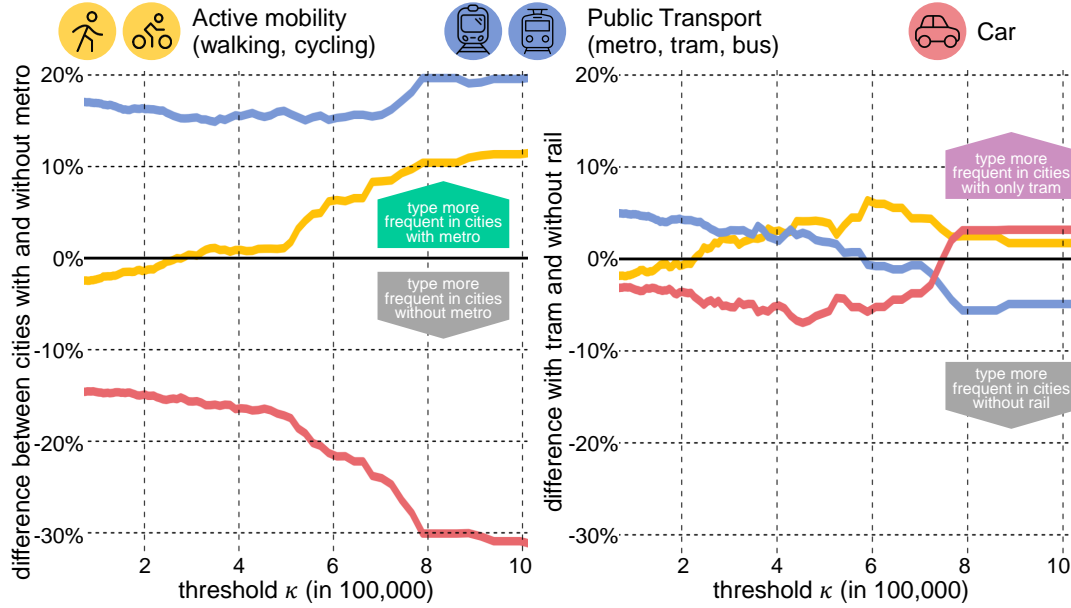 Active mobility
(walking, cycling)
Public Transport
(metro, tram, bus)
Car
difference between cities with and without metro
20%
10%
0%
-10%
-20%
-30%
type more
frequent in cities
with metro
type more
frequent in cities
without metro
2 4 6 8 10
threshold κ (in 100,000)
difference with tram and without rail
20%
10%
0%
-10%
-20%
-30%
type more
frequent in cities
with only tram
type more
frequent in cities
without rail
2 4 6 8 10
threshold κ (in 100,000)